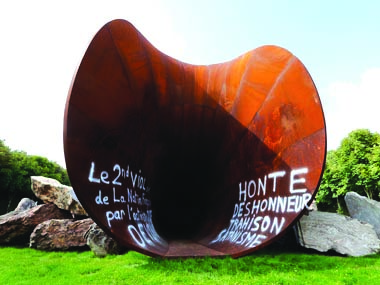 Le 2nd VIOL
de La Nation
par
HONTE
DESHONNEUR
TRAHISON